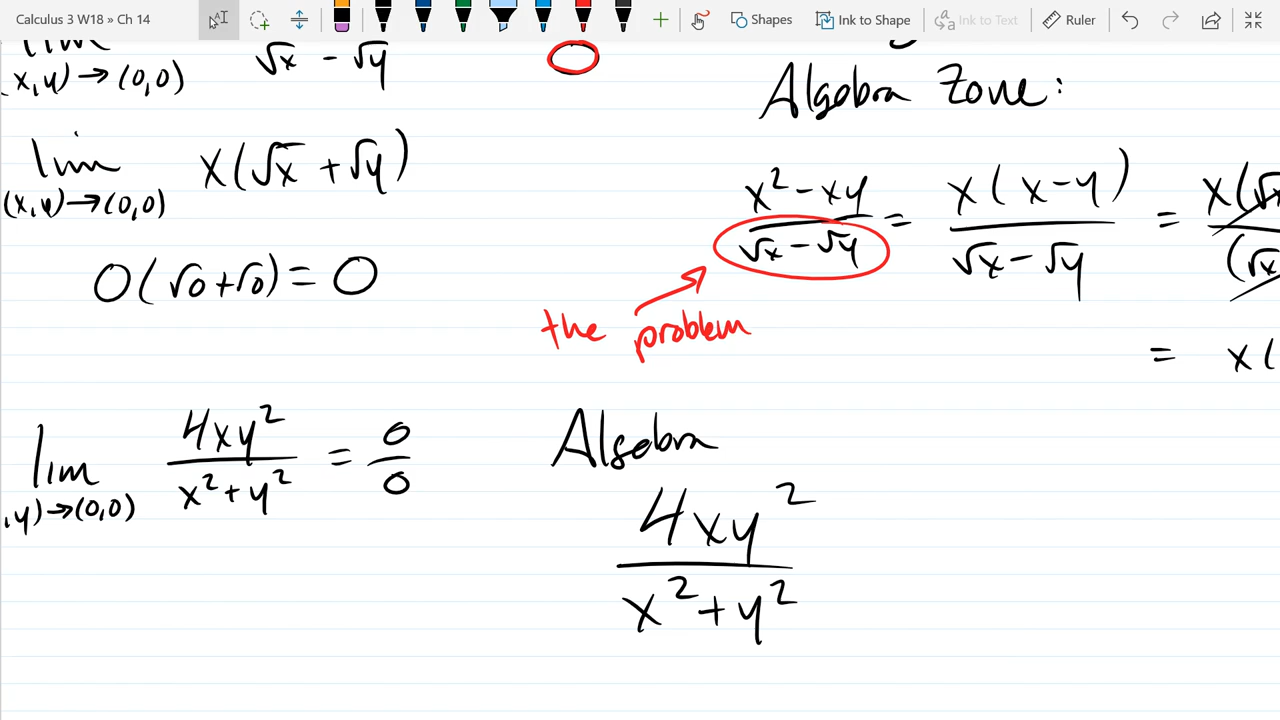 Calculus 3 W18 » Ch 14
Shapes
Ink to Shape
Ink to Text
Ruler
lim
x,y)→(0,0)
√x - √y
0
lim
(x,y)→(0,0)
x(√x + √y)
0(√0+√0) = 0
Algebra Zone:
x² - xy
√x - √y
=
x(x-y)
√x - √y
=
x(√x
(√x
= x(
the problem
lim
,y)→(0,0)
4xy²
x² + y²
=
0
0
Algebra
4xy²
x² + y²